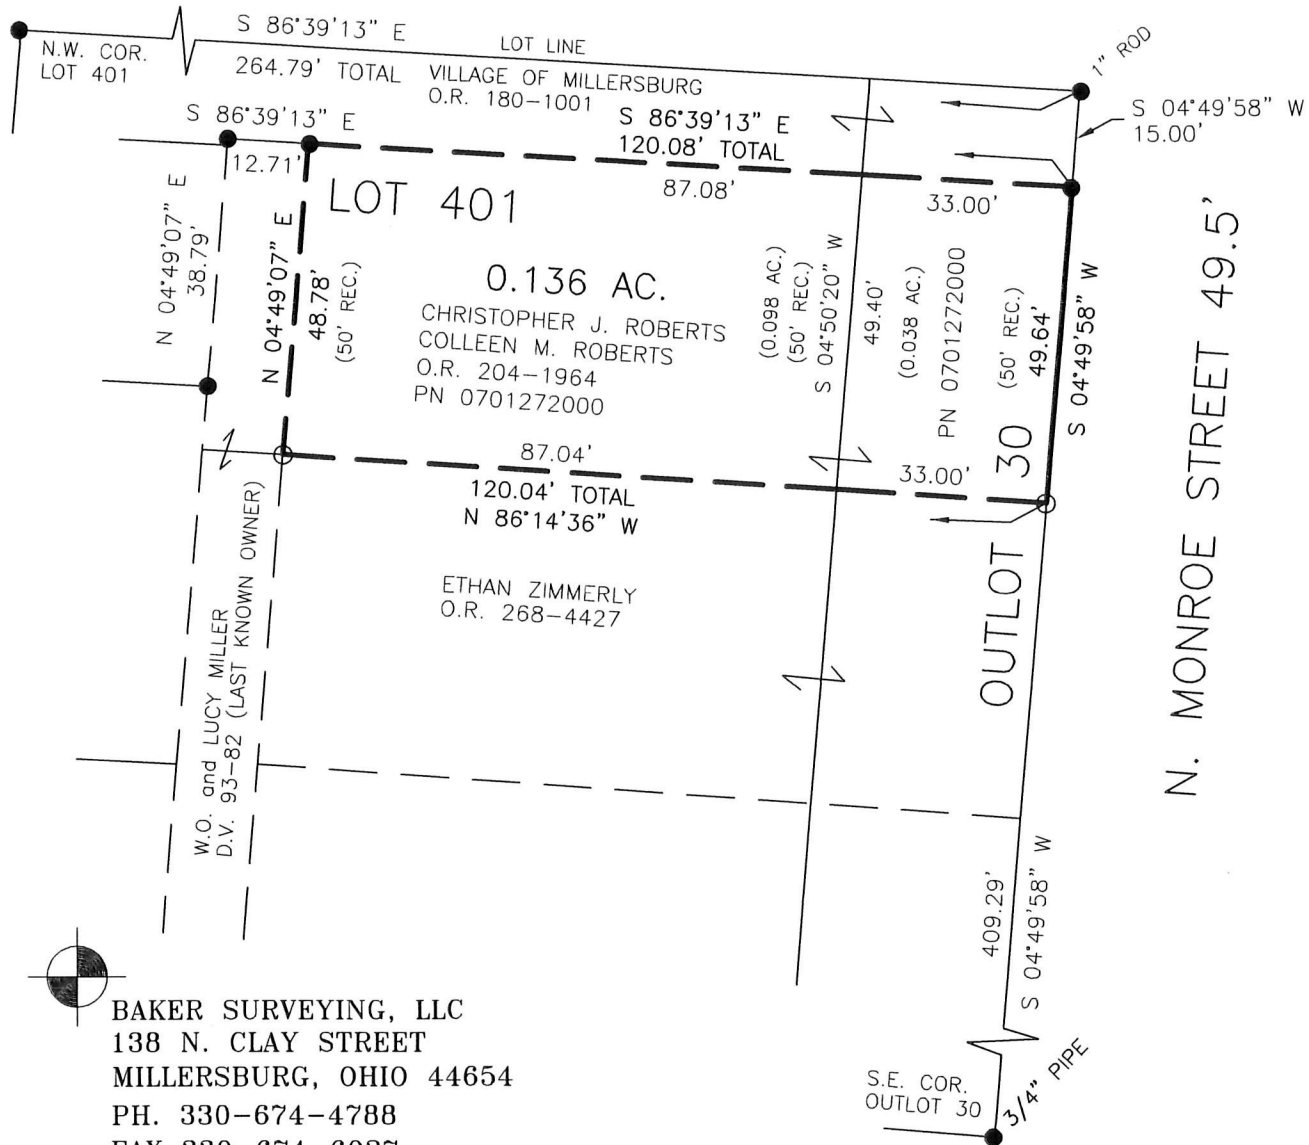 S 86°39'13" E
LOT LINE
N.W. COR.
LOT 401
264.79' TOTAL
VILLAGE OF MILLERSBURG
O.R. 180-1001
1" ROD
S 04°49'58" W
15.00'
S 86°39'13" E
S 86°39'13" E
120.08' TOTAL
12.71'
87.08'
33.00'
LOT 401
N 04°49'07" E
38.79'
N 04°49'07" E
48.78'
(50' REC.)
0.136 AC.
CHRISTOPHER J. ROBERTS
COLLEEN M. ROBERTS
O.R. 204-1964
PN 0701272000
(0.098 AC.)
(50' REC.)
S 04°50'20" W
49.40'
(0.038 AC.)
PN 0701272000
(50' REC.)
49.64'
S 04°49'58" W
N. MONROE STREET 49.5'
87.04'
33.00'
120.04' TOTAL
N 86°14'36" W
OUTLOT 30
ETHAN ZIMMERLY
O.R. 268-4427
W.O. and LUCY MILLER
D.V. 93-82 (LAST KNOWN OWNER)
409.29'
S 04°49'58" W
BAKER SURVEYING, LLC
138 N. CLAY STREET
MILLERSBURG, OHIO 44654
PH. 330-674-4788
S.E. COR.
OUTLOT 30
3/4" PIPE